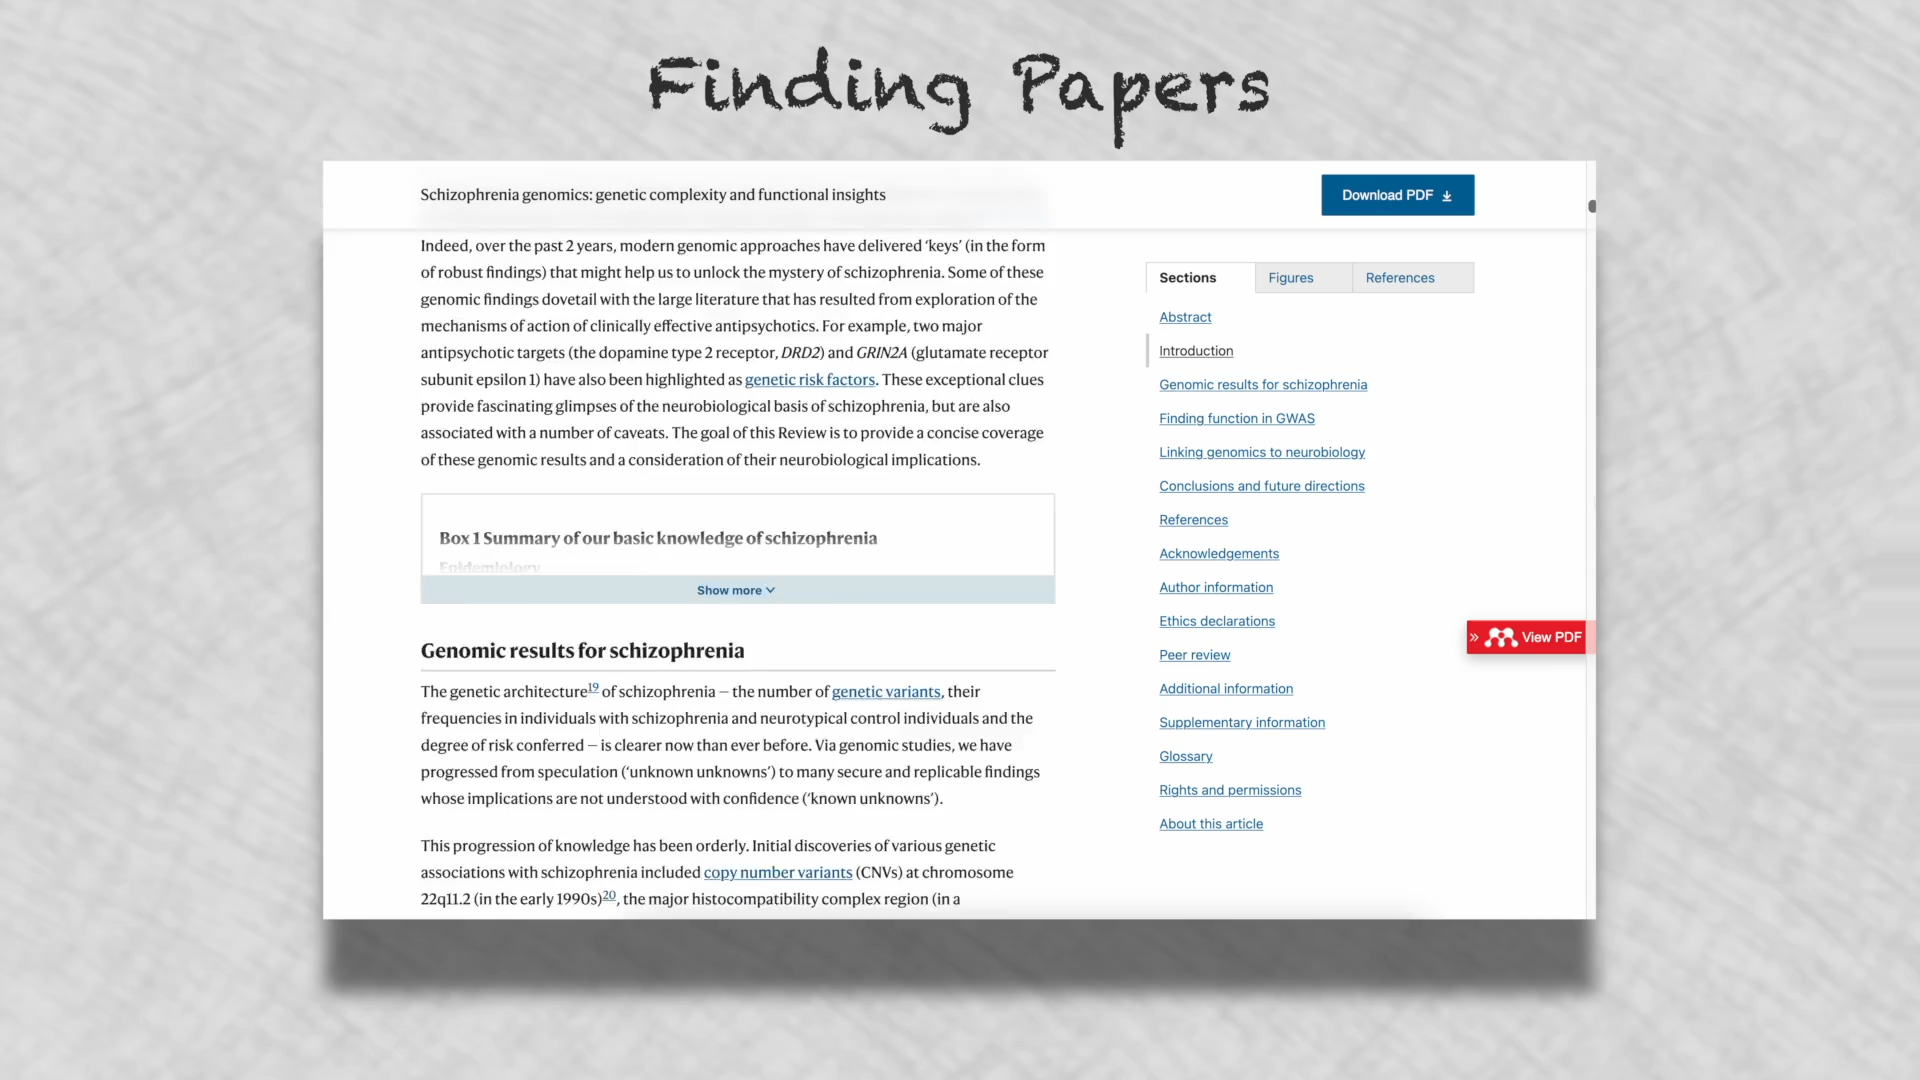 Finding Papers
Schizophrenia genomics: genetic complexity and functional insights
Download PDF
Indeed, over the past 2 years, modern genomic approaches have delivered ‘keys’ (in the form
of robust findings) that might help us to unlock the mystery of schizophrenia. Some of these
genomic findings dovetail with the large literature that has resulted from exploration of the
mechanisms of action of clinically effective antipsychotics. For example, two major
antipsychotic targets (the dopamine type 2 receptor, DRD2) and GRIN2A (glutamate receptor
subunit epsilon 1) have also been highlighted as genetic risk factors. These exceptional clues
provide fascinating glimpses of the neurobiological basis of schizophrenia, but are also
associated with a number of caveats. The goal of this Review is to provide a concise coverage
of these genomic results and a consideration of their neurobiological implications.
Box 1 Summary of our basic knowledge of schizophrenia
Epidemiology
Show more
Genomic results for schizophrenia
The genetic architecture19 of schizophrenia — the number of genetic variants, their
frequencies in individuals with schizophrenia and neurotypical control individuals and the
degree of risk conferred — is clearer now than ever before. Via genomic studies, we have
progressed from speculation (‘unknown unknowns’) to many secure and replicable findings
whose implications are not understood with confidence (‘known unknowns’).
This progression of knowledge has been orderly. Initial discoveries of various genetic
associations with schizophrenia included copy number variants (CNVs) at chromosome
22q11.2 (in the early 1990s)20, the major histocompatibility complex region (in a
Sections
Figures
References
Abstract
Introduction
Genomic results for schizophrenia
Finding function in GWAS
Linking genomics to neurobiology
Conclusions and future directions
References
Acknowledgements
Author information
Ethics declarations
Peer review
Additional information
Supplementary information
Glossary
Rights and permissions
About this article
» View PDF